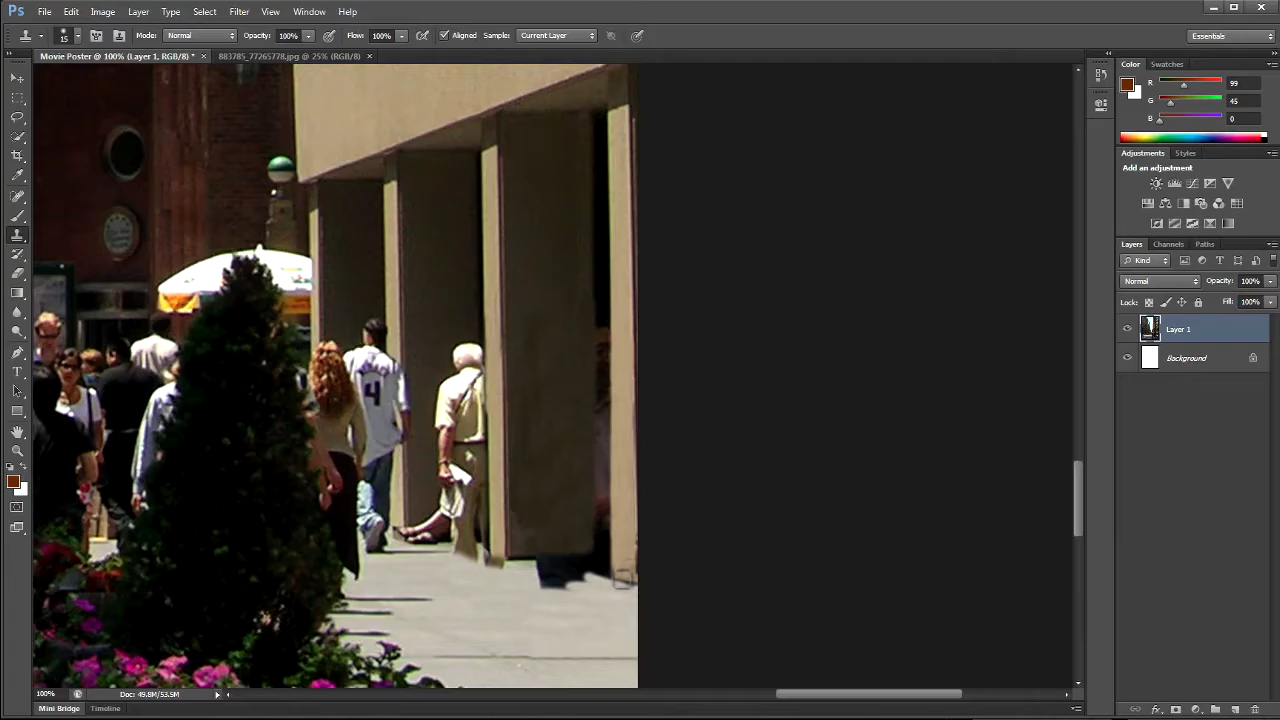 Ps File Edit Image Layer Type Select Filter View Window Help
15 Mode: Normal Opacity: 100% Flow: 100% Aligned Sample: Current Layer Essentials
Movie Poster @ 100% (Layer 1, RGB/8) * × 883785_77265778.jpg @ 25% (RGB/8) ×
Color Swatches
R 99
G 45
B 0
Adjustments Styles
Add an adjustment
Layers Channels Paths
Kind
Normal Opacity: 100%
Lock: Fill: 100%
Layer 1
Background
4
100% Doc: 49.8M/53.5M
Mini Bridge Timeline